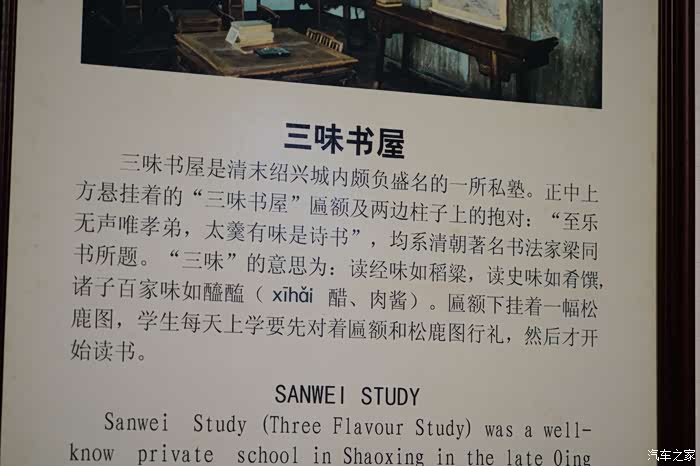 三味书屋
三味书屋是清末绍兴城内颇负盛名的一所私塾。正中上
方悬挂着的“三味书屋”匾额及两边柱子上的抱对：“至乐
无声唯孝弟，太羹有味是诗书”，均系清朝著名书法家梁同
书所题。“三味”的意思为：读经味如稻粱，读史味如肴馔，
诸子百家味如醯醢（ xīhǎi 醋、肉酱）。匾额下挂着一幅松
鹿图，学生每天上学要先对着匾额和松鹿图行礼，然后才开
始读书。
SANWEI STUDY
Sanwei Study (Three Flavour Study) was a well-
know private school in Shaoxing in the late Qing
汽车之家